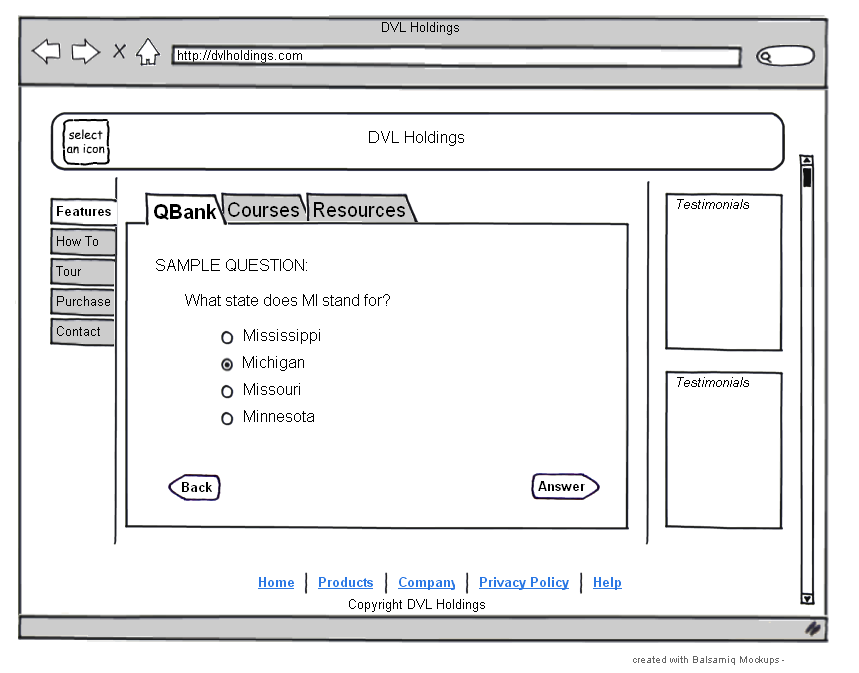 DVL Holdings
http://dvlholdings.com
select
an icon
DVL Holdings
Features
How To
Tour
Purchase
Contact
QBank Courses Resources
SAMPLE QUESTION:
What state does MI stand for?
Mississippi
Michigan
Missouri
Minnesota
Back
Answer
Testimonials
Testimonials
Home Products Company Privacy Policy Help
Copyright DVL Holdings
created with Balsamiq Mockups -